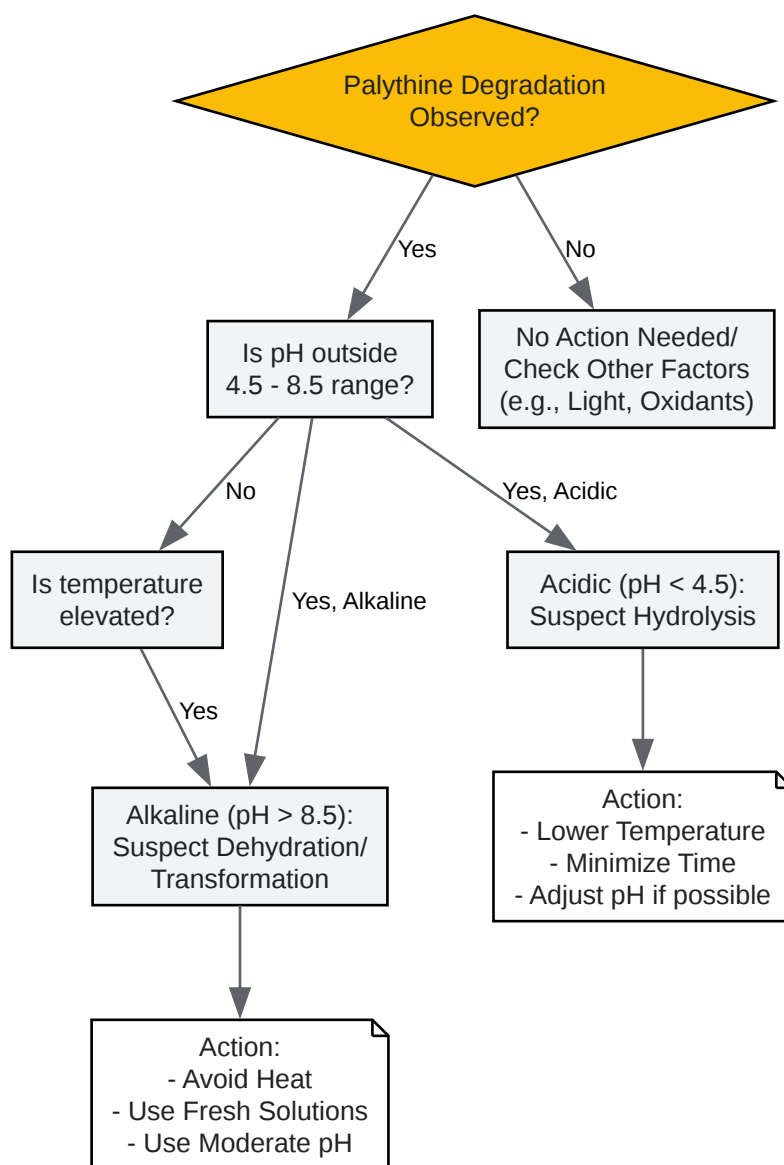 Palythine Degradation
Observed?
Yes
No
Is pH outside
4.5 - 8.5 range?
No Action Needed/
Check Other Factors
(e.g., Light, Oxidants)
No
Yes, Alkaline
Yes, Acidic
Is temperature
elevated?
Acidic (pH < 4.5):
Suspect Hydrolysis
Yes
Alkaline (pH > 8.5):
Suspect Dehydration/
Transformation
Action:
- Lower Temperature
- Minimize Time
- Adjust pH if possible
Action:
- Avoid Heat
- Use Fresh Solutions
- Use Moderate pH